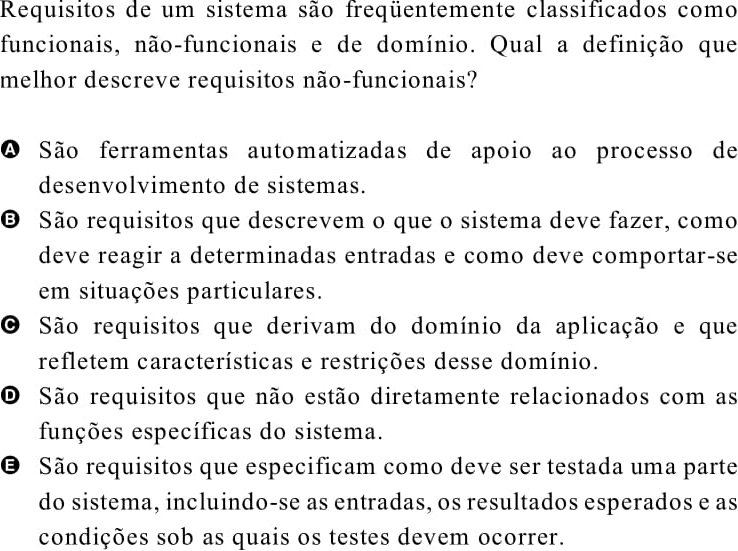 Requisitos de um sistema são freqüentemente classificados como
funcionais, não-funcionais e de domínio. Qual a definição que
melhor descreve requisitos não-funcionais?
A São ferramentas automatizadas de apoio ao processo de
desenvolvimento de sistemas.
B São requisitos que descrevem o que o sistema deve fazer, como
deve reagir a determinadas entradas e como deve comportar-se
em situações particulares.
C São requisitos que derivam do domínio da aplicação e que
refletem características e restrições desse domínio.
D São requisitos que não estão diretamente relacionados com as
funções específicas do sistema.
E São requisitos que especificam como deve ser testada uma parte
do sistema, incluindo-se as entradas, os resultados esperados e as
condições sob as quais os testes devem ocorrer.